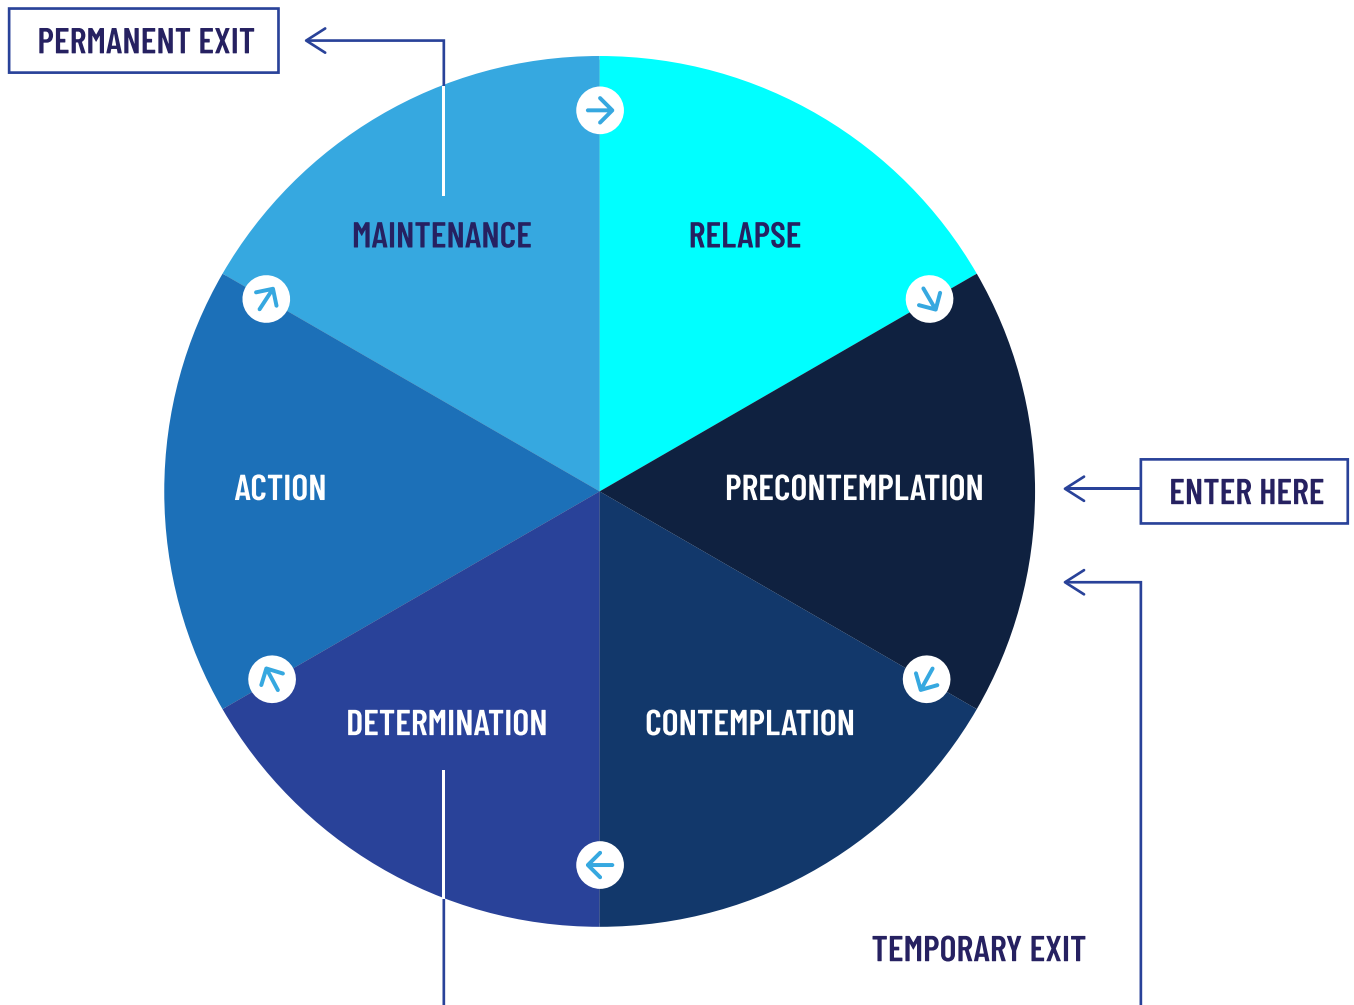 PERMANENT EXIT
MAINTENANCE
RELAPSE
ACTION
PRECONTEMPLATION
ENTER HERE
DETERMINATION
CONTEMPLATION
TEMPORARY EXIT